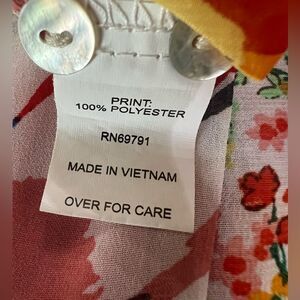 PRINT:
100% POLYESTER
RN69791
MADE IN VIETNAM
OVER FOR CARE